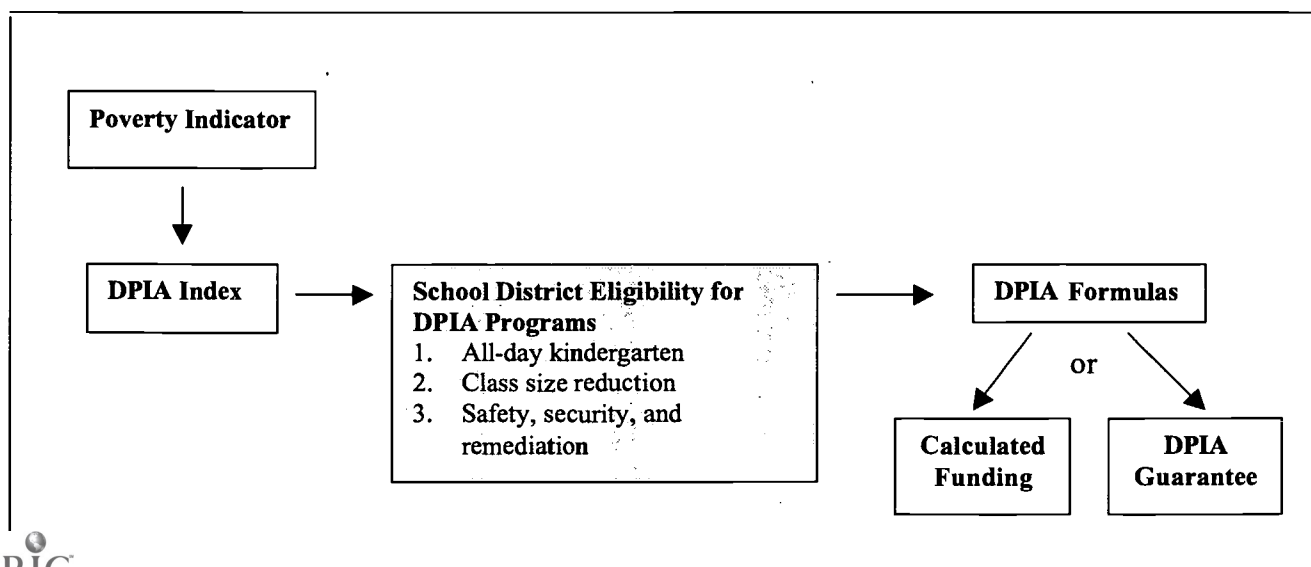 Poverty Indicator
DPIA Index
School District Eligibility for
DPIA Programs
1. All-day kindergarten
2. Class size reduction
3. Safety, security, and
remediation
DPIA Formulas
or
Calculated
Funding
DPIA
Guarantee